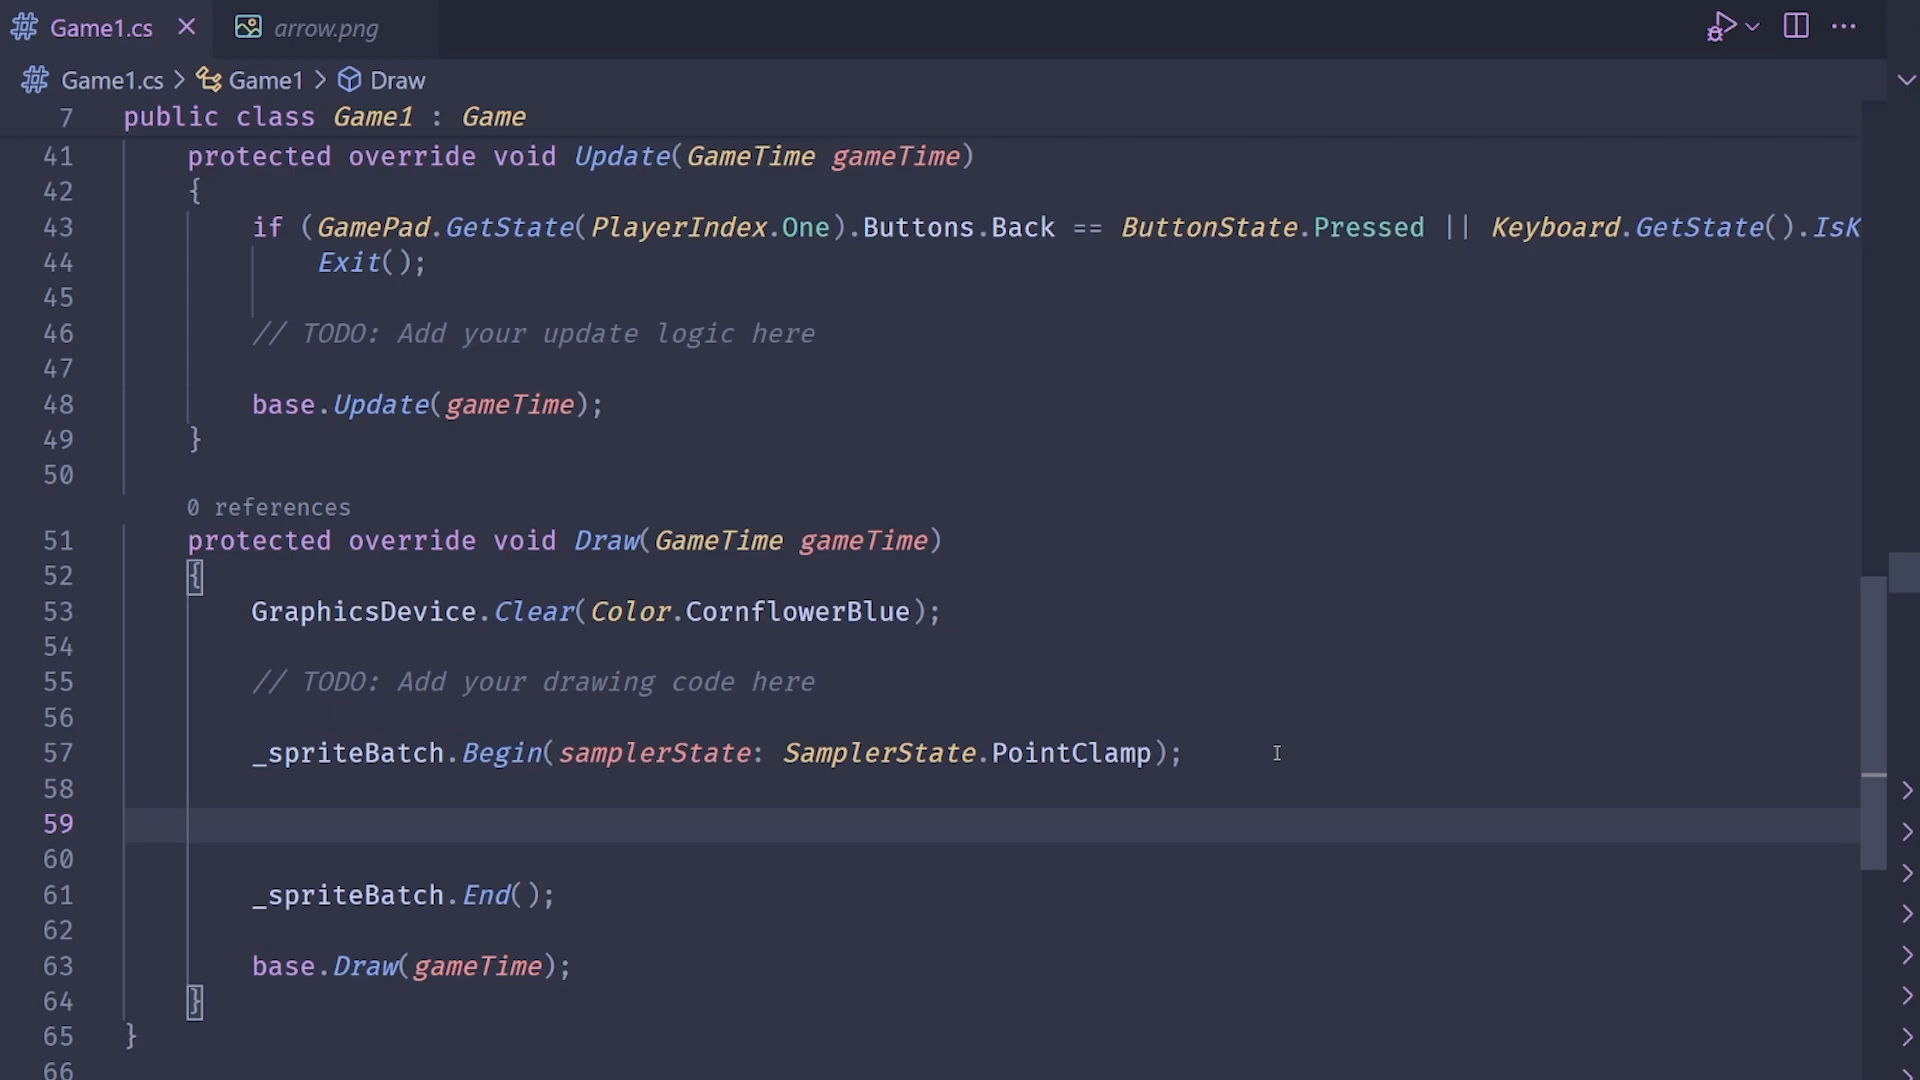 Game1.cs arrow.png
Game1.cs > Game1 > Draw
7 public class Game1 : Game
41 protected override void Update(GameTime gameTime)
42 {
43 if (GamePad.GetState(PlayerIndex.One).Buttons.Back == ButtonState.Pressed || Keyboard.GetState().IsK
44 Exit();
45
46 // TODO: Add your update logic here
47
48 base.Update(gameTime);
49 }
50
0 references
51 protected override void Draw(GameTime gameTime)
52 {
53 GraphicsDevice.Clear(Color.CornflowerBlue);
54
55 // TODO: Add your drawing code here
56
57 _spriteBatch.Begin(samplerState: SamplerState.PointClamp);
58
59
60
61 _spriteBatch.End();
62
63 base.Draw(gameTime);
64 }
65 }
66